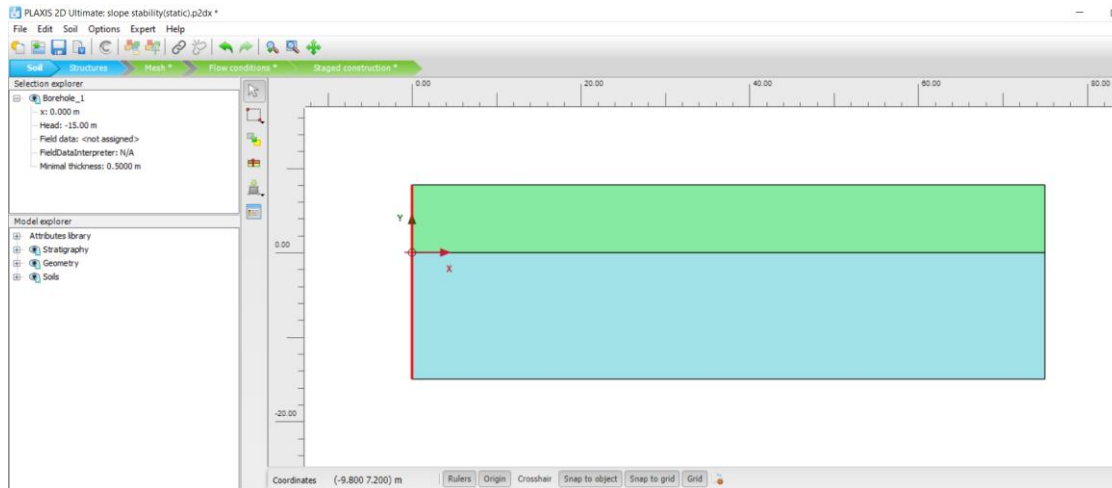 PLAXIS 2D Ultimate: slope stability(static).p2dx *
File Edit Soil Options Expert Help
Soil Structures Mesh * Flow conditions * Staged construction *
Selection explorer
Borehole_1
x: 0.000 m
Head: -15.00 m
Field data: <not assigned>
FieldDataInterpreter: N/A
Minimal thickness: 0.5000 m
Model explorer
Attributes library
Stratigraphy
Geometry
Soils
0.00 20.00 40.00 60.00 80.00
Y
0.00
X
-20.00
Coordinates (-9.800 7.200) m Rulers Origin Crosshair Snap to object Snap to grid Grid